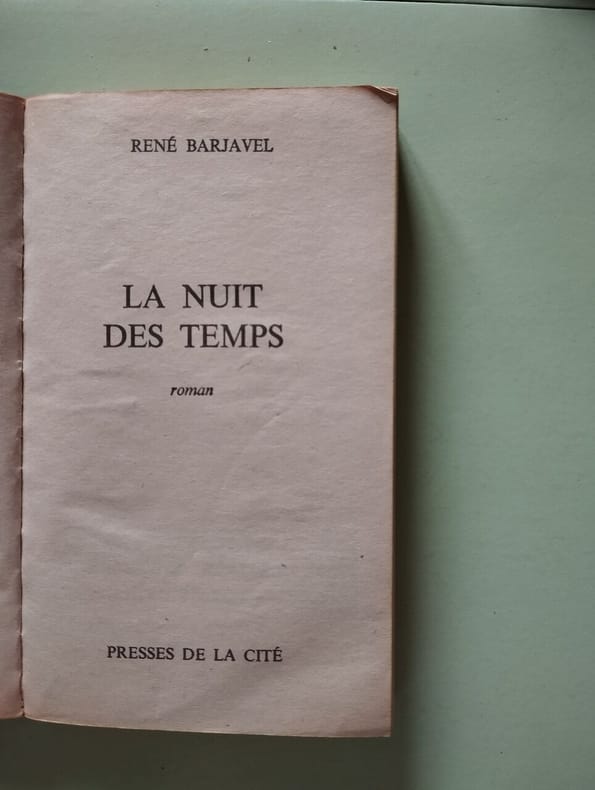 RENÉ BARJAVEL
LA NUIT
DES TEMPS
roman
PRESSES DE LA CITÉ